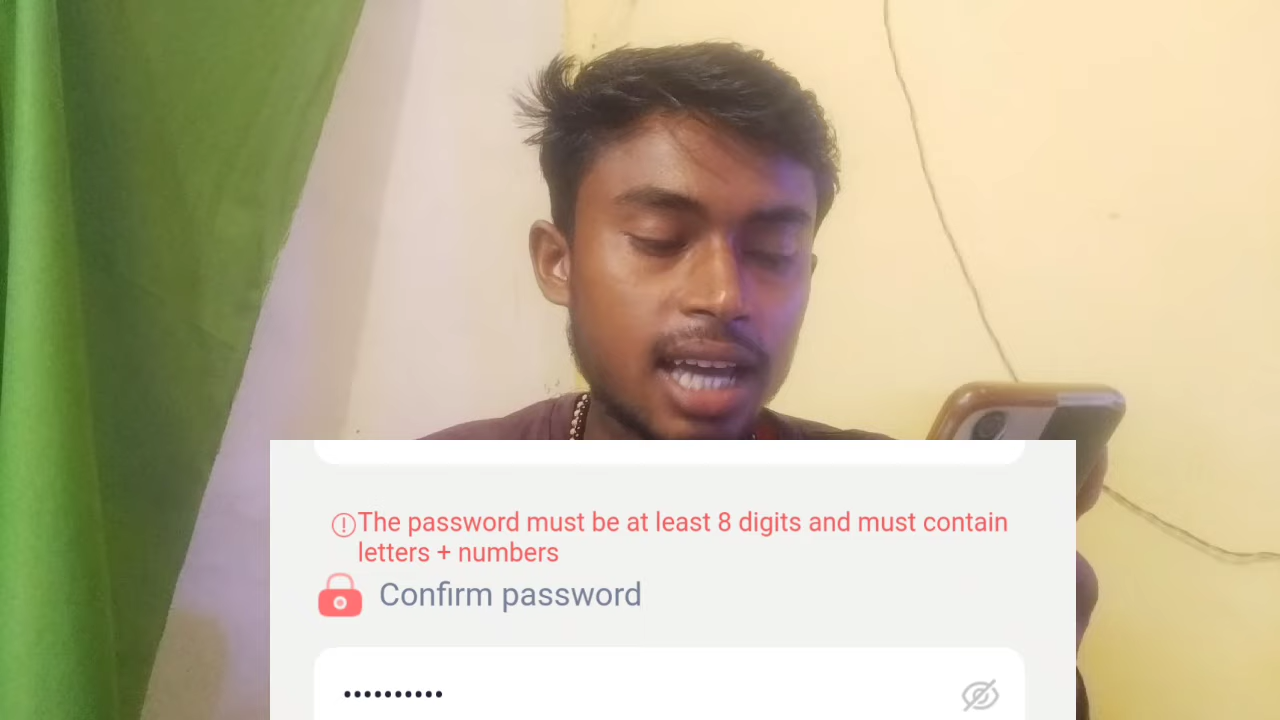 The password must be at least 8 digits and must contain
letters + numbers
Confirm password
••••••••••